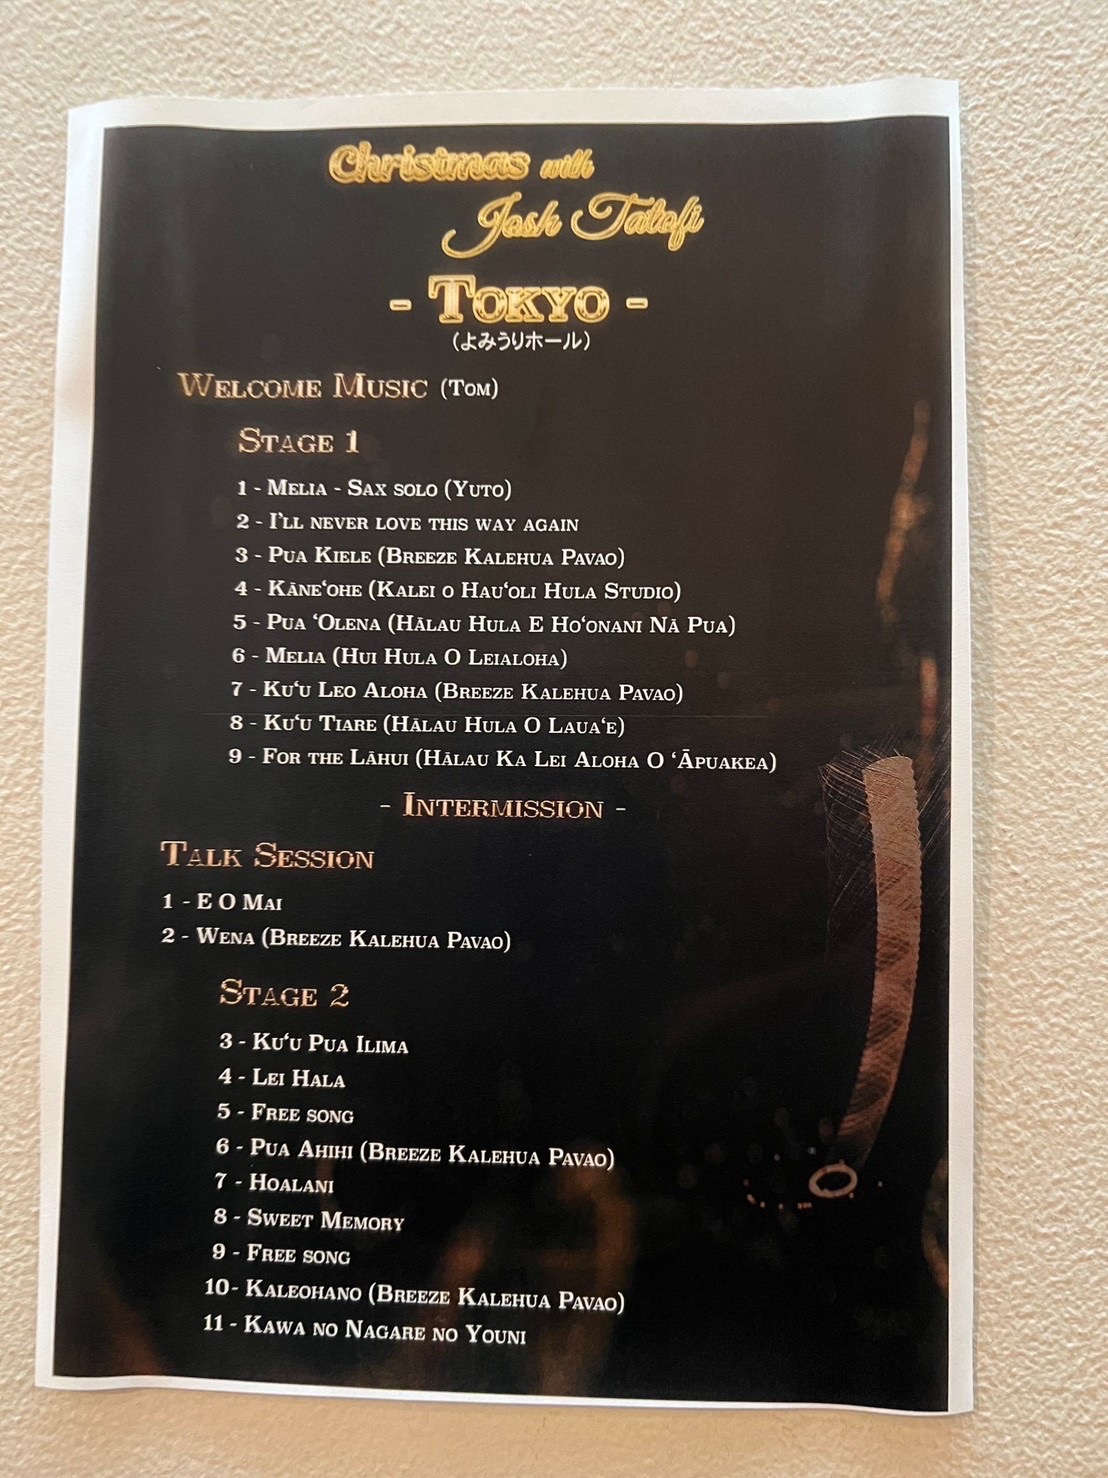 Christmas with
Josh Tatofi
- Tokyo -
(よみうりホール)
Welcome Music (Tom)
Stage 1
1 - Melia - Sax solo (Yuto)
2 - I'll never love this way again
3 - Pua Kiele (Breeze Kalehua Pavao)
4 - Kāneʻohe (Kalei o Hauʻoli Hula Studio)
5 - Pua ʻOlena (Hālau Hula E Hoʻonani Nā Pua)
6 - Melia (Hui Hula O Leialoha)
7 - Kuʻu Leo Aloha (Breeze Kalehua Pavao)
8 - Kuʻu Tiare (Hālau Hula O Lauaʻe)
9 - For the Lāhui (Hālau Ka Lei Aloha O ʻĀpuakea)
- Intermission -
Talk Session
1 - E O Mai
2 - Wena (Breeze Kalehua Pavao)
Stage 2
3 - Kuʻu Pua Ilima
4 - Lei Hala
5 - Free song
6 - Pua Ahihi (Breeze Kalehua Pavao)
7 - Hoalani
8 - Sweet Memory
9 - Free song
10- Kaleohano (Breeze Kalehua Pavao)
11 - Kawa no Nagare no Youni